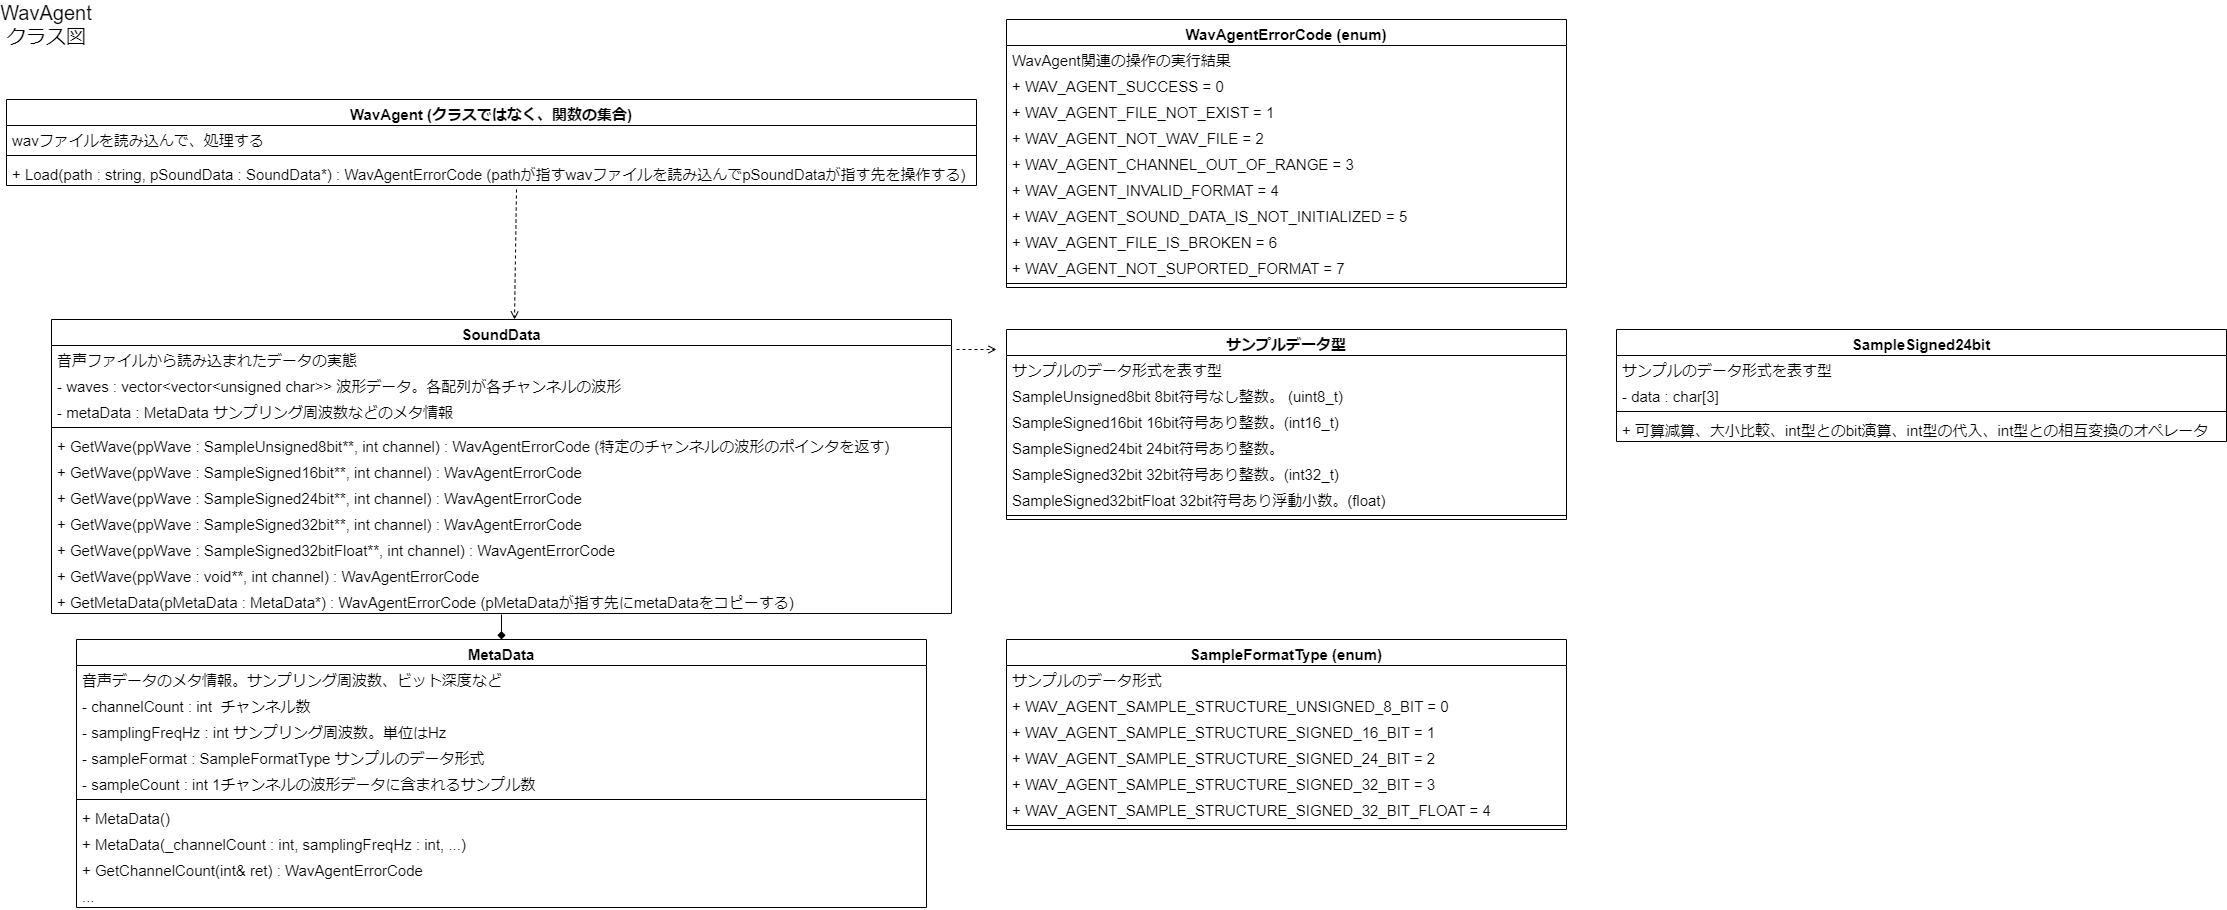 WavAgent
クラス図
WavAgent (クラスではなく、関数の集合)
wavファイルを読み込んで、処理する
+ Load(path : string, pSoundData : SoundData*) : WavAgentErrorCode (pathが指すwavファイルを読み込んでpSoundDataが指す先を操作する)
WavAgentErrorCode (enum)
WavAgent関連の操作の実行結果
+ WAV_AGENT_SUCCESS = 0
+ WAV_AGENT_FILE_NOT_EXIST = 1
+ WAV_AGENT_NOT_WAV_FILE = 2
+ WAV_AGENT_CHANNEL_OUT_OF_RANGE = 3
+ WAV_AGENT_INVALID_FORMAT = 4
+ WAV_AGENT_SOUND_DATA_IS_NOT_INITIALIZED = 5
+ WAV_AGENT_FILE_IS_BROKEN = 6
+ WAV_AGENT_NOT_SUPORTED_FORMAT = 7
SoundData
音声ファイルから読み込まれたデータの実態
- waves : vector<vector<unsigned char>> 波形データ。各配列が各チャンネルの波形
- metaData : MetaData サンプリング周波数などのメタ情報
+ GetWave(ppWave : SampleUnsigned8bit**, int channel) : WavAgentErrorCode (特定のチャンネルの波形のポインタを返す)
+ GetWave(ppWave : SampleSigned16bit**, int channel) : WavAgentErrorCode
+ GetWave(ppWave : SampleSigned24bit**, int channel) : WavAgentErrorCode
+ GetWave(ppWave : SampleSigned32bit**, int channel) : WavAgentErrorCode
+ GetWave(ppWave : SampleSigned32bitFloat**, int channel) : WavAgentErrorCode
+ GetWave(ppWave : void**, int channel) : WavAgentErrorCode
+ GetMetaData(pMetaData : MetaData*) : WavAgentErrorCode (pMetaDataが指す先にmetaDataをコピーする)
サンプルデータ型
サンプルのデータ形式を表す型
SampleUnsigned8bit 8bit符号なし整数。 (uint8_t)
SampleSigned16bit 16bit符号あり整数。(int16_t)
SampleSigned24bit 24bit符号あり整数。
SampleSigned32bit 32bit符号あり整数。(int32_t)
SampleSigned32bitFloat 32bit符号あり浮動小数。(float)
SampleSigned24bit
サンプルのデータ形式を表す型
- data : char[3]
+ 可算減算、大小比較、int型とのbit演算、int型の代入、int型との相互変換のオペレータ
MetaData
音声データのメタ情報。サンプリング周波数、ビット深度など
- channelCount : int  チャンネル数
- samplingFreqHz : int サンプリング周波数。単位はHz
- sampleFormat : SampleFormatType サンプルのデータ形式
- sampleCount : int 1チャンネルの波形データに含まれるサンプル数
+ MetaData()
+ MetaData(_channelCount : int, samplingFreqHz : int, ...)
+ GetChannelCount(int& ret) : WavAgentErrorCode
...
SampleFormatType (enum)
サンプルのデータ形式
+ WAV_AGENT_SAMPLE_STRUCTURE_UNSIGNED_8_BIT = 0
+ WAV_AGENT_SAMPLE_STRUCTURE_SIGNED_16_BIT = 1
+ WAV_AGENT_SAMPLE_STRUCTURE_SIGNED_24_BIT = 2
+ WAV_AGENT_SAMPLE_STRUCTURE_SIGNED_32_BIT = 3
+ WAV_AGENT_SAMPLE_STRUCTURE_SIGNED_32_BIT_FLOAT = 4